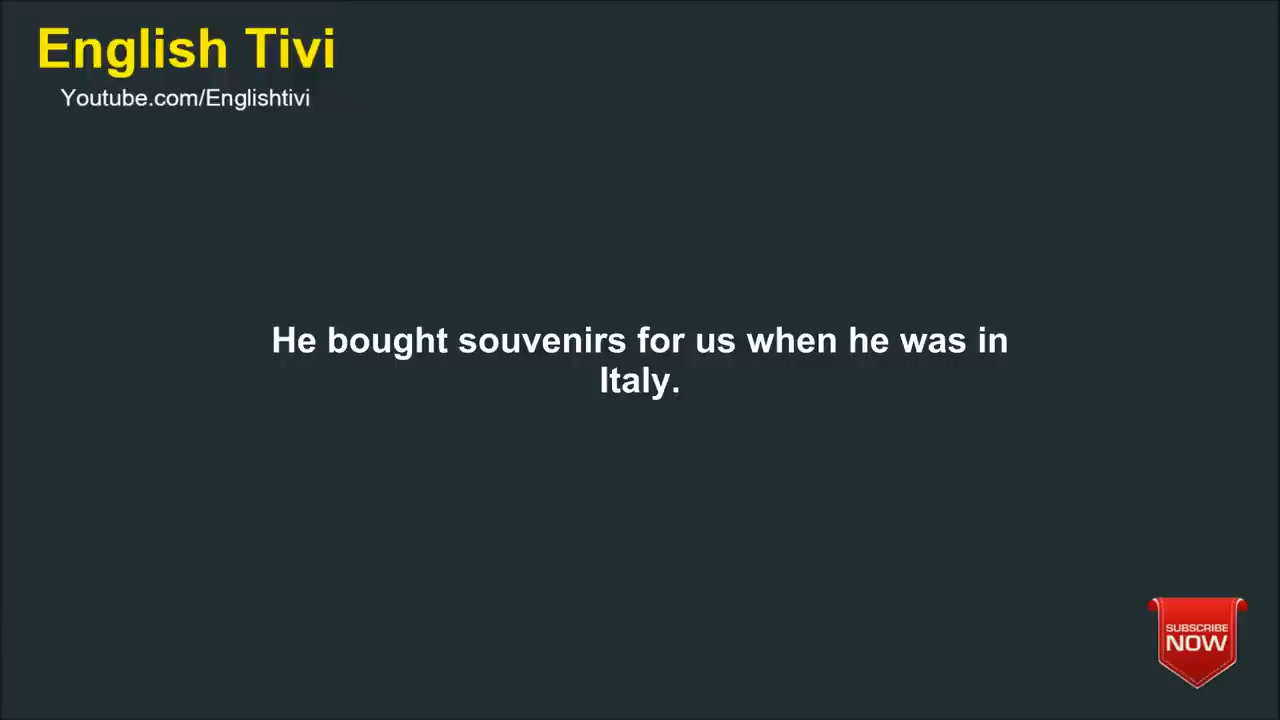 English Tivi
Youtube.com/Englishtivi
He bought souvenirs for us when he was in
Italy.
SUBSCRIBE
NOW